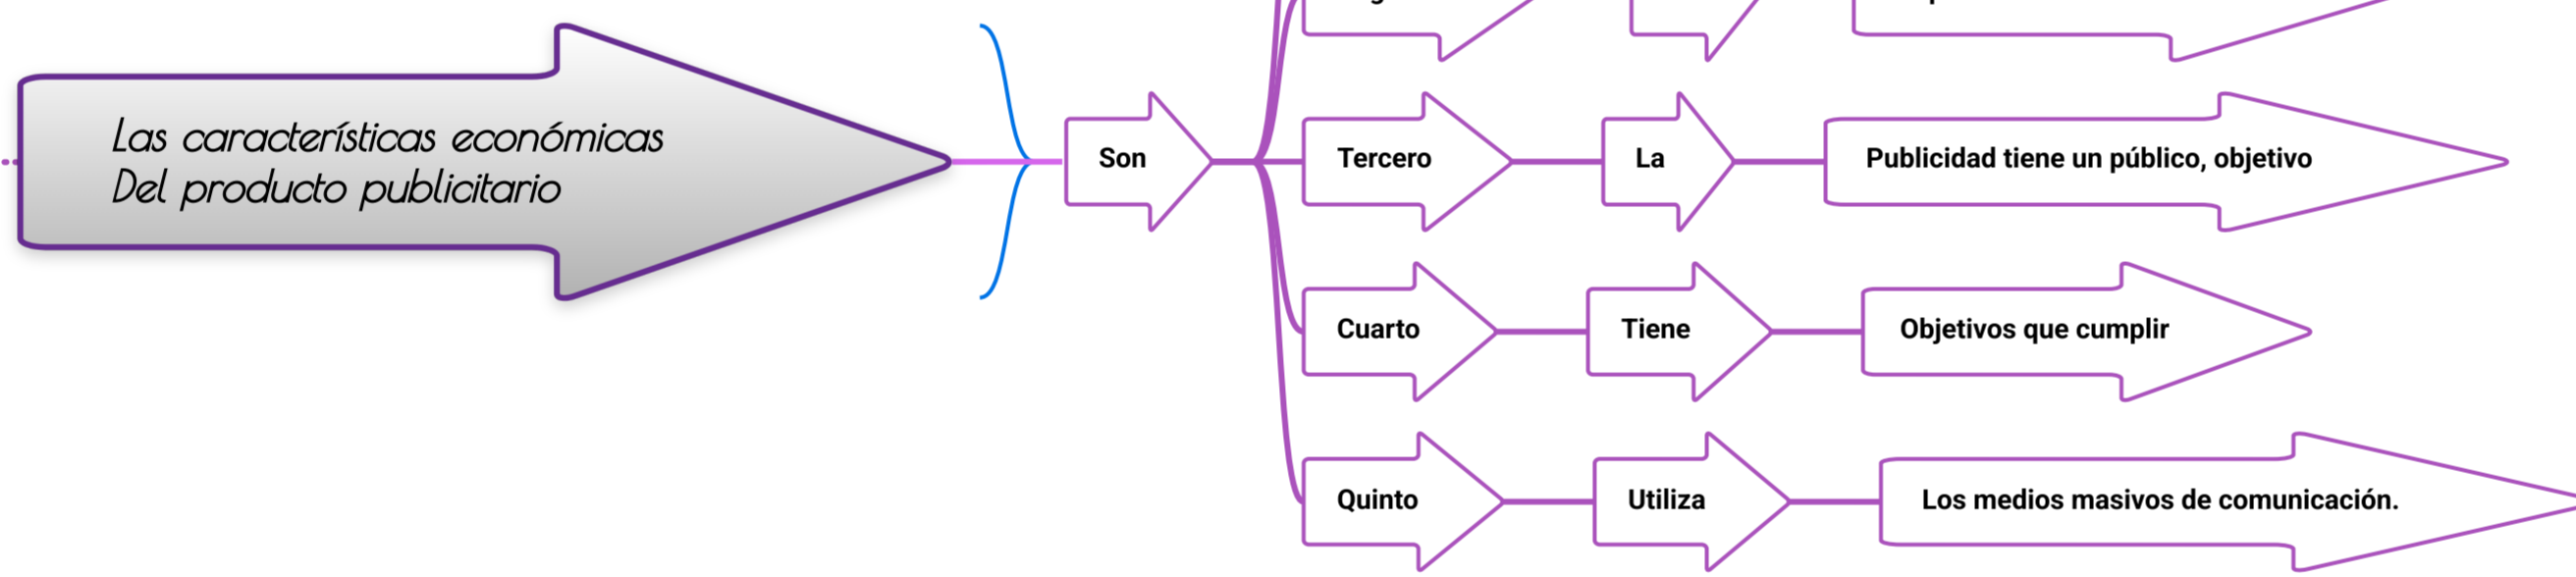 Las características económicas
Del producto publicitario
Son
Tercero
La
Publicidad tiene un público, objetivo
Cuarto
Tiene
Objetivos que cumplir
Quinto
Utiliza
Los medios masivos de comunicación.